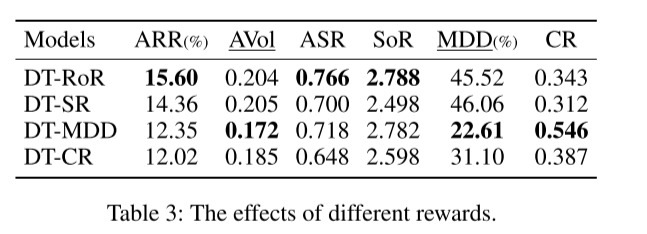 Models ARR(%) AVol ASR SoR MDD(%) CR
DT-RoR 15.60 0.204 0.766 2.788 45.52 0.343
DT-SR 14.36 0.205 0.700 2.498 46.06 0.312
DT-MDD 12.35 0.172 0.718 2.782 22.61 0.546
DT-CR 12.02 0.185 0.648 2.598 31.10 0.387
Table 3: The effects of different rewards.